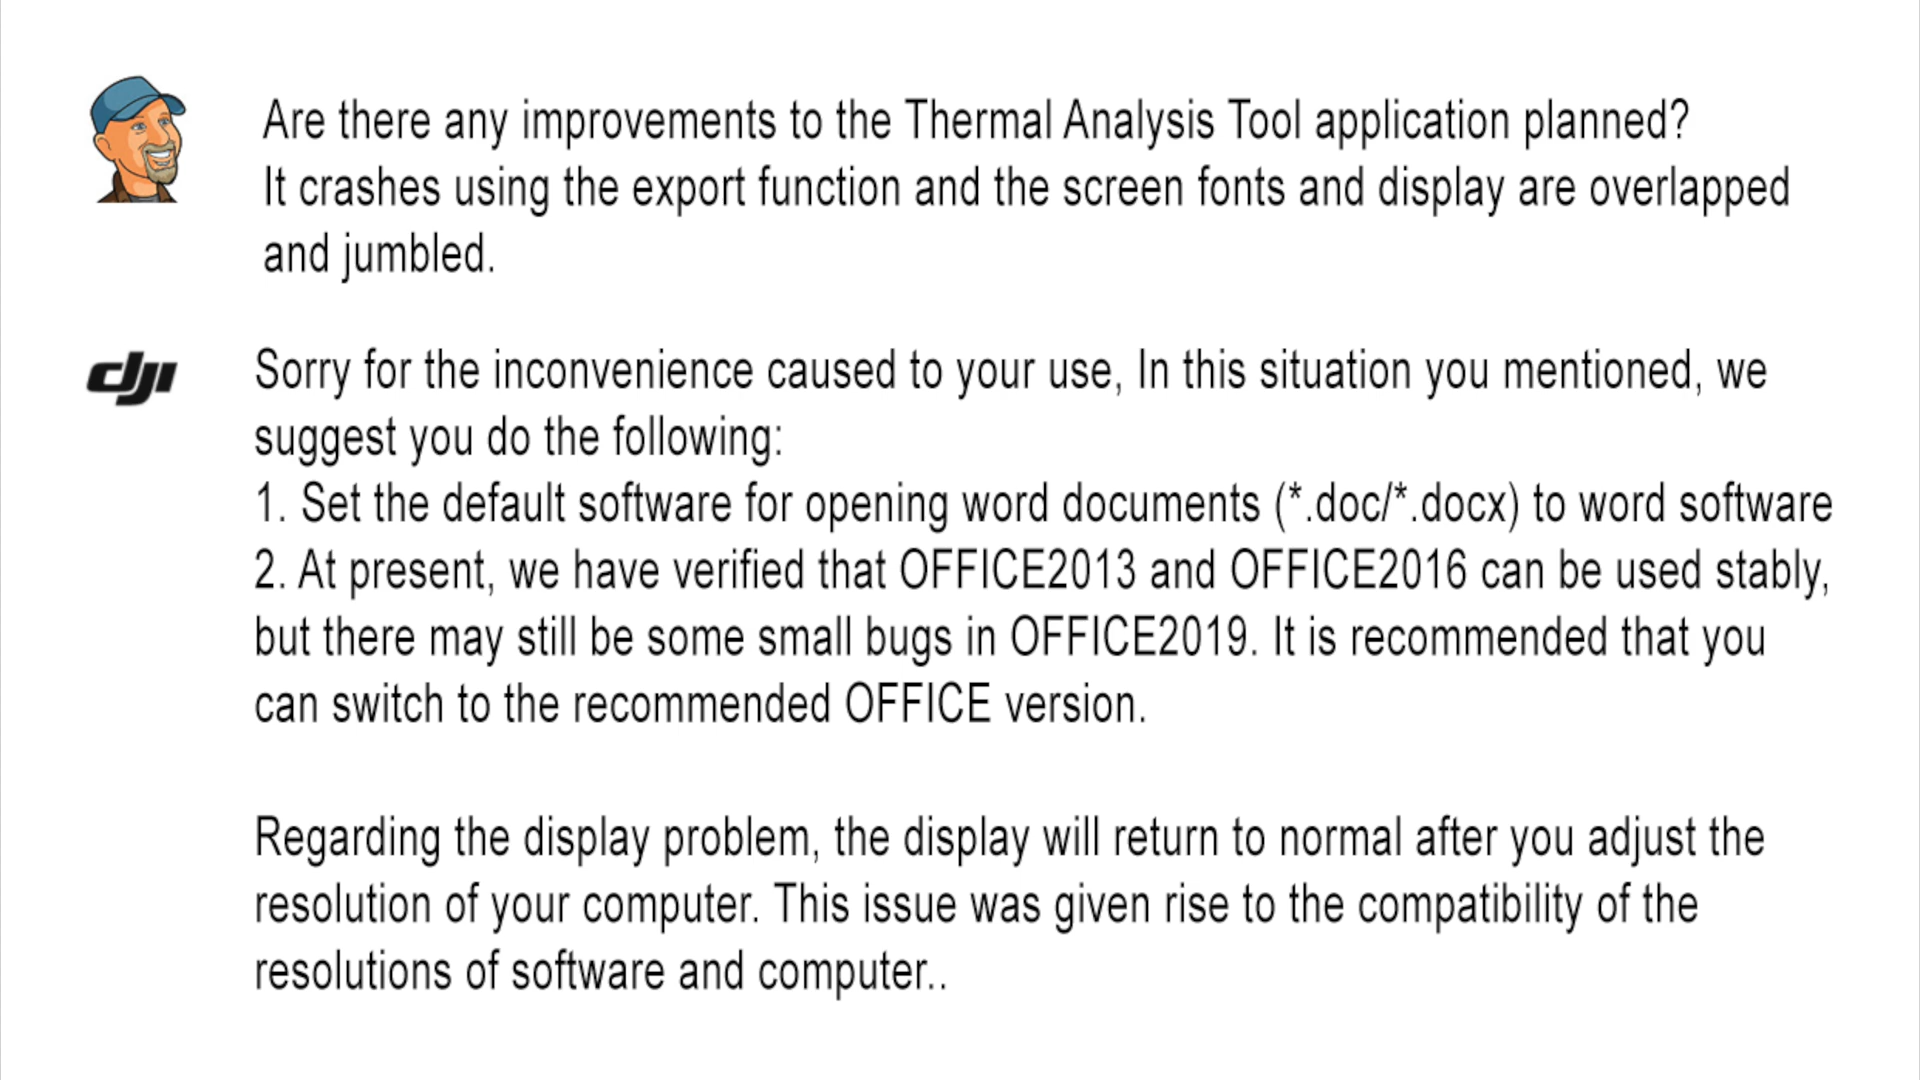 Are there any improvements to the Thermal Analysis Tool application planned?
It crashes using the export function and the screen fonts and display are overlapped
and jumbled.
dji
Sorry for the inconvenience caused to your use, In this situation you mentioned, we
suggest you do the following:
1. Set the default software for opening word documents (*.doc/*.docx) to word software
2. At present, we have verified that OFFICE2013 and OFFICE2016 can be used stably,
but there may still be some small bugs in OFFICE2019. It is recommended that you
can switch to the recommended OFFICE version.
Regarding the display problem, the display will return to normal after you adjust the
resolution of your computer. This issue was given rise to the compatibility of the
resolutions of software and computer..